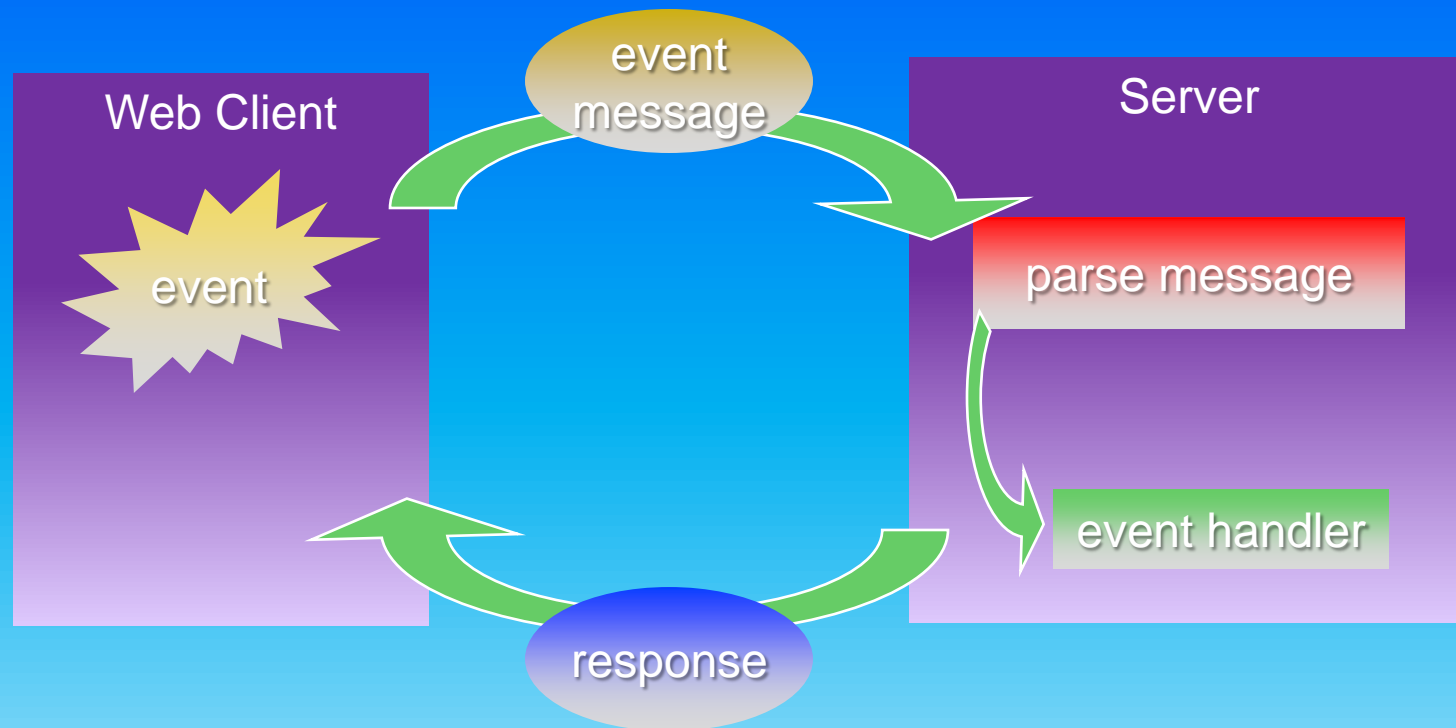 event
message
Web Client
Server
event
parse message
event handler
response